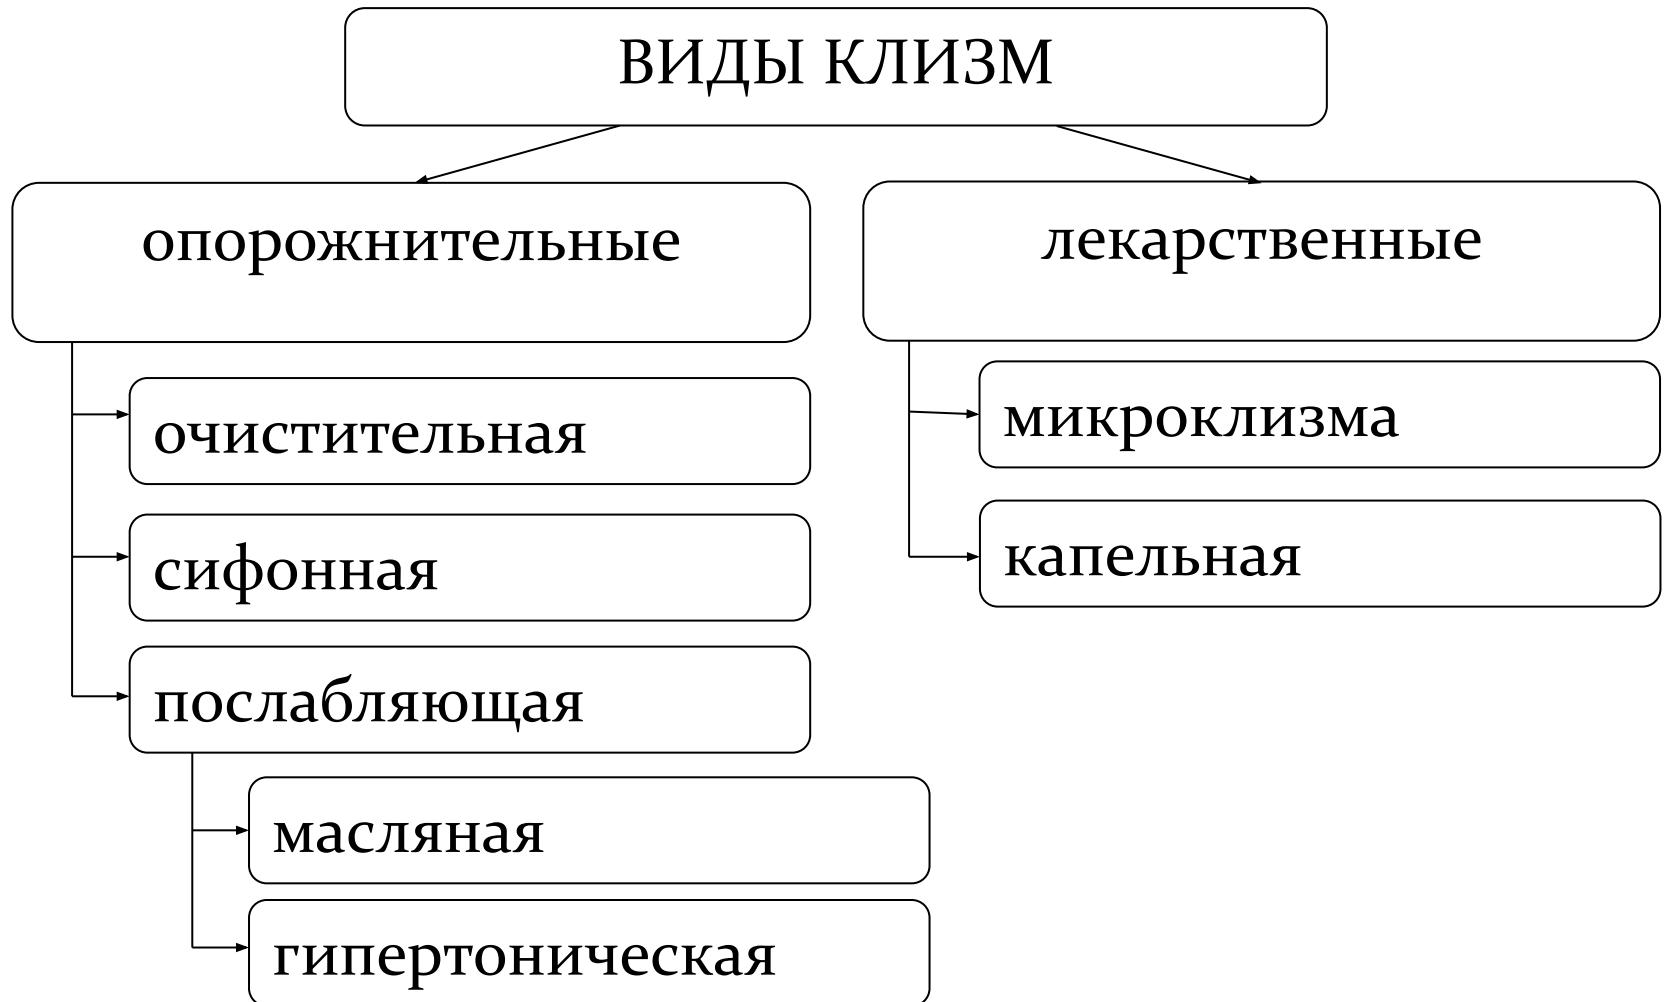 ВИДЫ КЛИЗМ
опорожнительные
очистительная
сифонная
послабляющая
масляная
гипертоническая
лекарственные
микроклизма
капельная